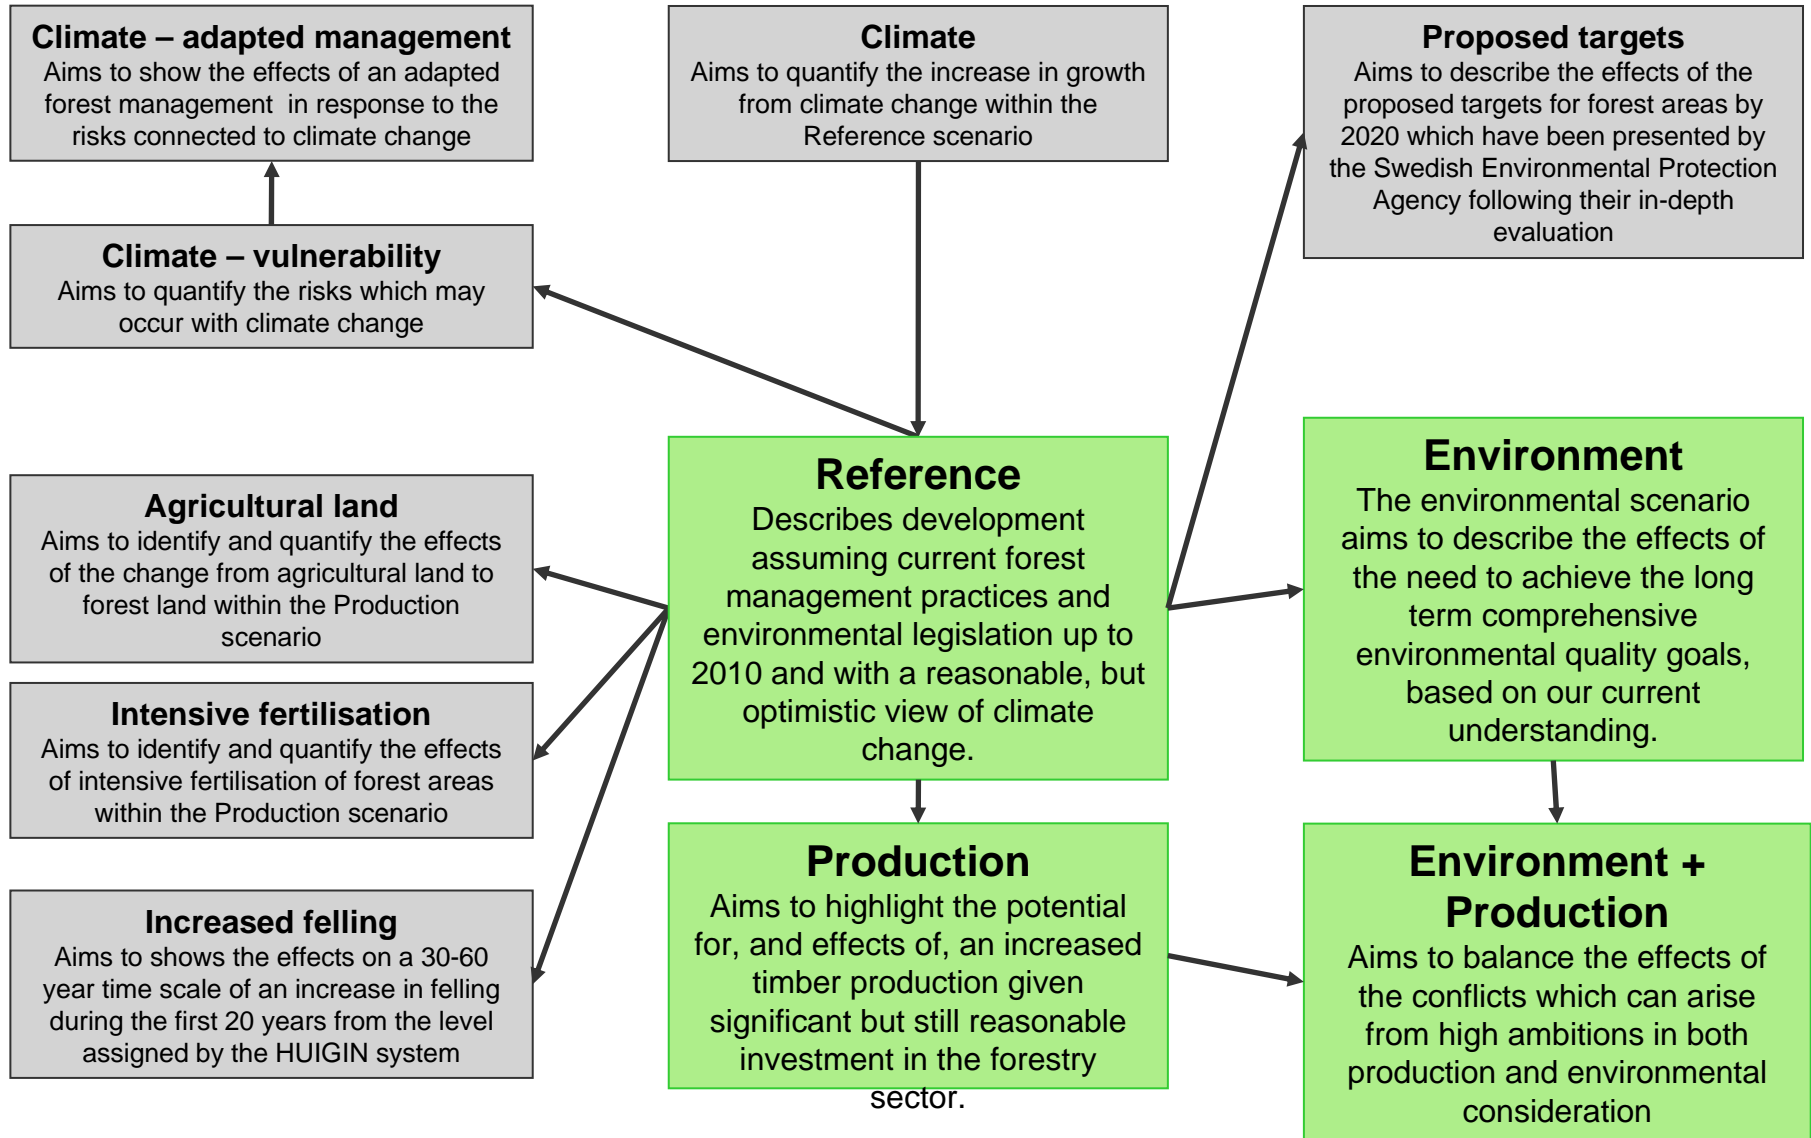 Climate – adapted management
Aims to show the effects of an adapted
forest management in response to the
risks connected to climate change
Climate
Aims to quantify the increase in growth
from climate change within the
Reference scenario
Proposed targets
Aims to describe the effects of the
proposed targets for forest areas by
2020 which have been presented by
the Swedish Environmental Protection
Agency following their in-depth
evaluation
Climate – vulnerability
Aims to quantify the risks which may
occur with climate change
Agricultural land
Aims to identify and quantify the effects
of the change from agricultural land to
forest land within the Production
scenario
Reference
Describes development
assuming current forest
management practices and
environmental legislation up to
2010 and with a reasonable, but
optimistic view of climate
change.
Environment
The environmental scenario
aims to describe the effects of
the need to achieve the long
term comprehensive
environmental quality goals,
based on our current
understanding.
Intensive fertilisation
Aims to identify and quantify the effects
of intensive fertilisation of forest areas
within the Production scenario
Increased felling
Aims to shows the effects on a 30-60
year time scale of an increase in felling
during the first 20 years from the level
assigned by the HUIGIN system
Production
Aims to highlight the potential
for, and effects of, an increased
timber production given
significant but still reasonable
investment in the forestry
sector.
Environment +
Production
Aims to balance the effects of
the conflicts which can arise
from high ambitions in both
production and environmental
consideration